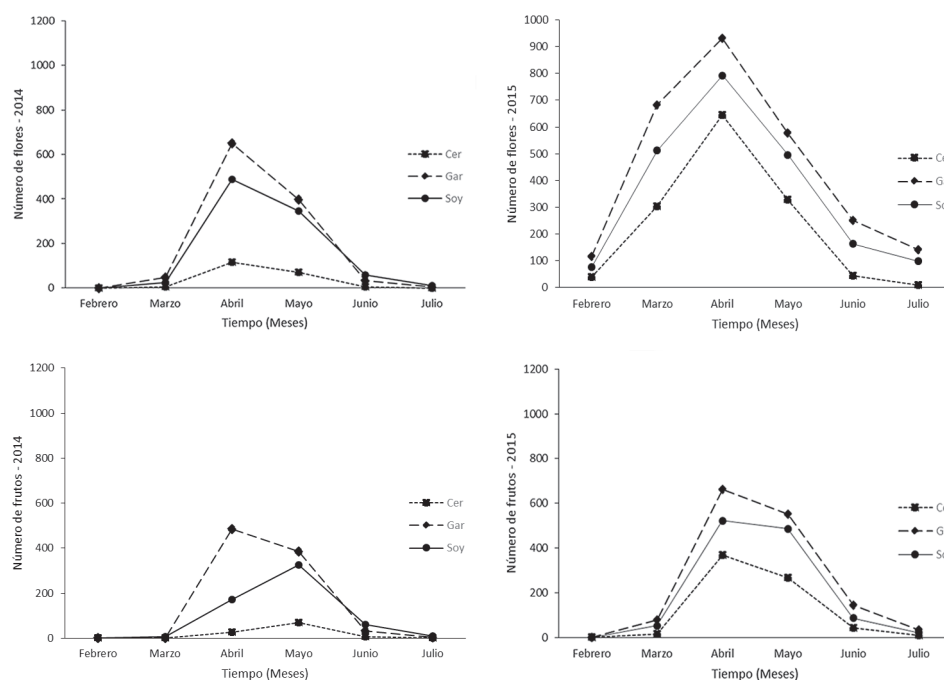 Número de flores - 2014
1200
1000
800
600
400
200
0
Febrero Marzo Abril Mayo Junio Julio
Tiempo (Meses)
Cer
Gar
Soy
Número de flores - 2015
1000
900
800
700
600
500
400
300
200
100
0
Febrero Marzo Abril Mayo Junio Julio
Tiempo (Meses)
Ce
G
So
Número de frutos - 2014
1200
1000
800
600
400
200
0
Febrero Marzo Abril Mayo Junio Julio
Tiempo (Meses)
Cer
Gar
Soy
Número de frutos - 2015
1200
1000
800
600
400
200
0
Febrero Marzo Abril Mayo Junio Julio
Tiempo (Meses)
Ce
G
So